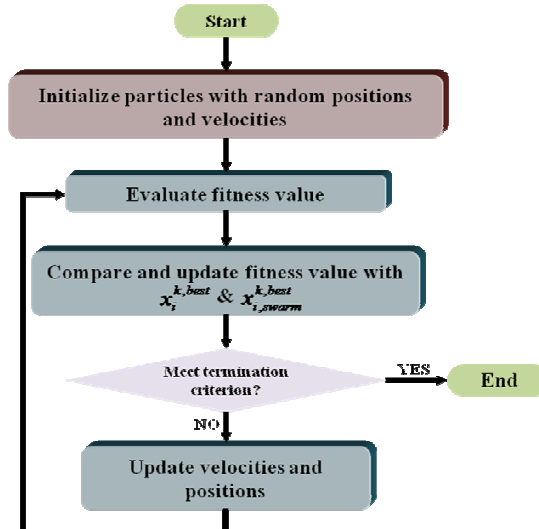 Start
Initialize particles with random positions
and velocities
Evaluate fitness value
Compare and update fitness value with
x_i^{k,best} & x_{i,swarm}^{k,best}
Meet termination
criterion?
YES
End
NO
Update velocities and
positions